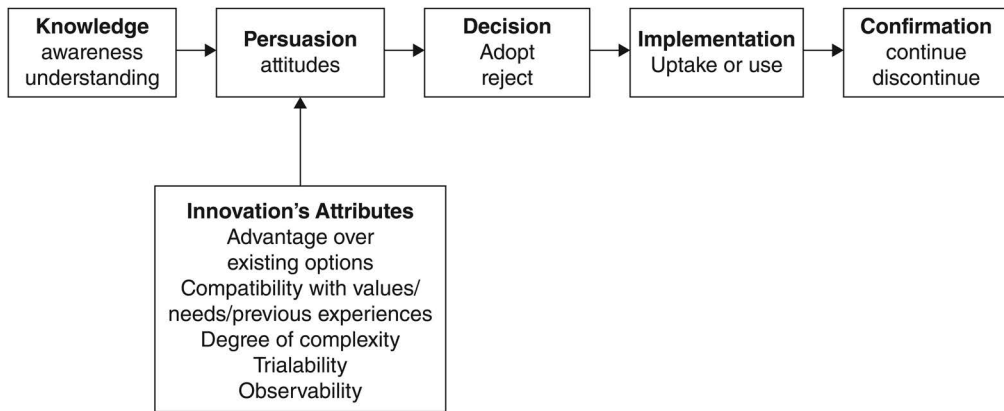 Knowledge
awareness
understanding
Persuasion
attitudes
Decision
Adopt
reject
Implementation
Uptake or use
Confirmation
continue
discontinue
Innovation’s Attributes
Advantage over
existing options
Compatibility with values/
needs/previous experiences
Degree of complexity
Trialability
Observability